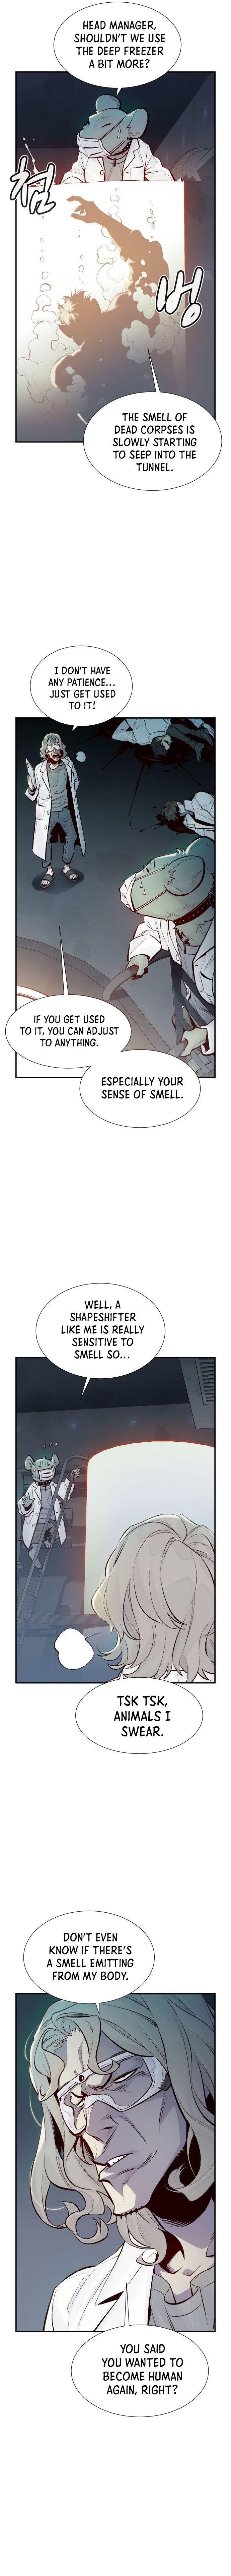 HEAD MANAGER,
SHOULDN'T WE USE
THE DEEP FREEZER
A BIT MORE?
첨
벙
THE SMELL OF
DEAD CORPSES IS
SLOWLY STARTING
TO SEEP INTO THE
TUNNEL.
I DON'T HAVE
ANY PATIENCE...
JUST GET USED
TO IT!
IF YOU GET USED
TO IT, YOU CAN ADJUST
TO ANYTHING.
ESPECIALLY YOUR
SENSE OF SMELL.
WELL, A
SHAPESHIFTER
LIKE ME IS REALLY
SENSITIVE TO
SMELL SO...
TSK TSK,
ANIMALS I
SWEAR.
DON'T EVEN
KNOW IF THERE'S
A SMELL EMITTING
FROM MY BODY.
YOU SAID
YOU WANTED TO
BECOME HUMAN
AGAIN, RIGHT?